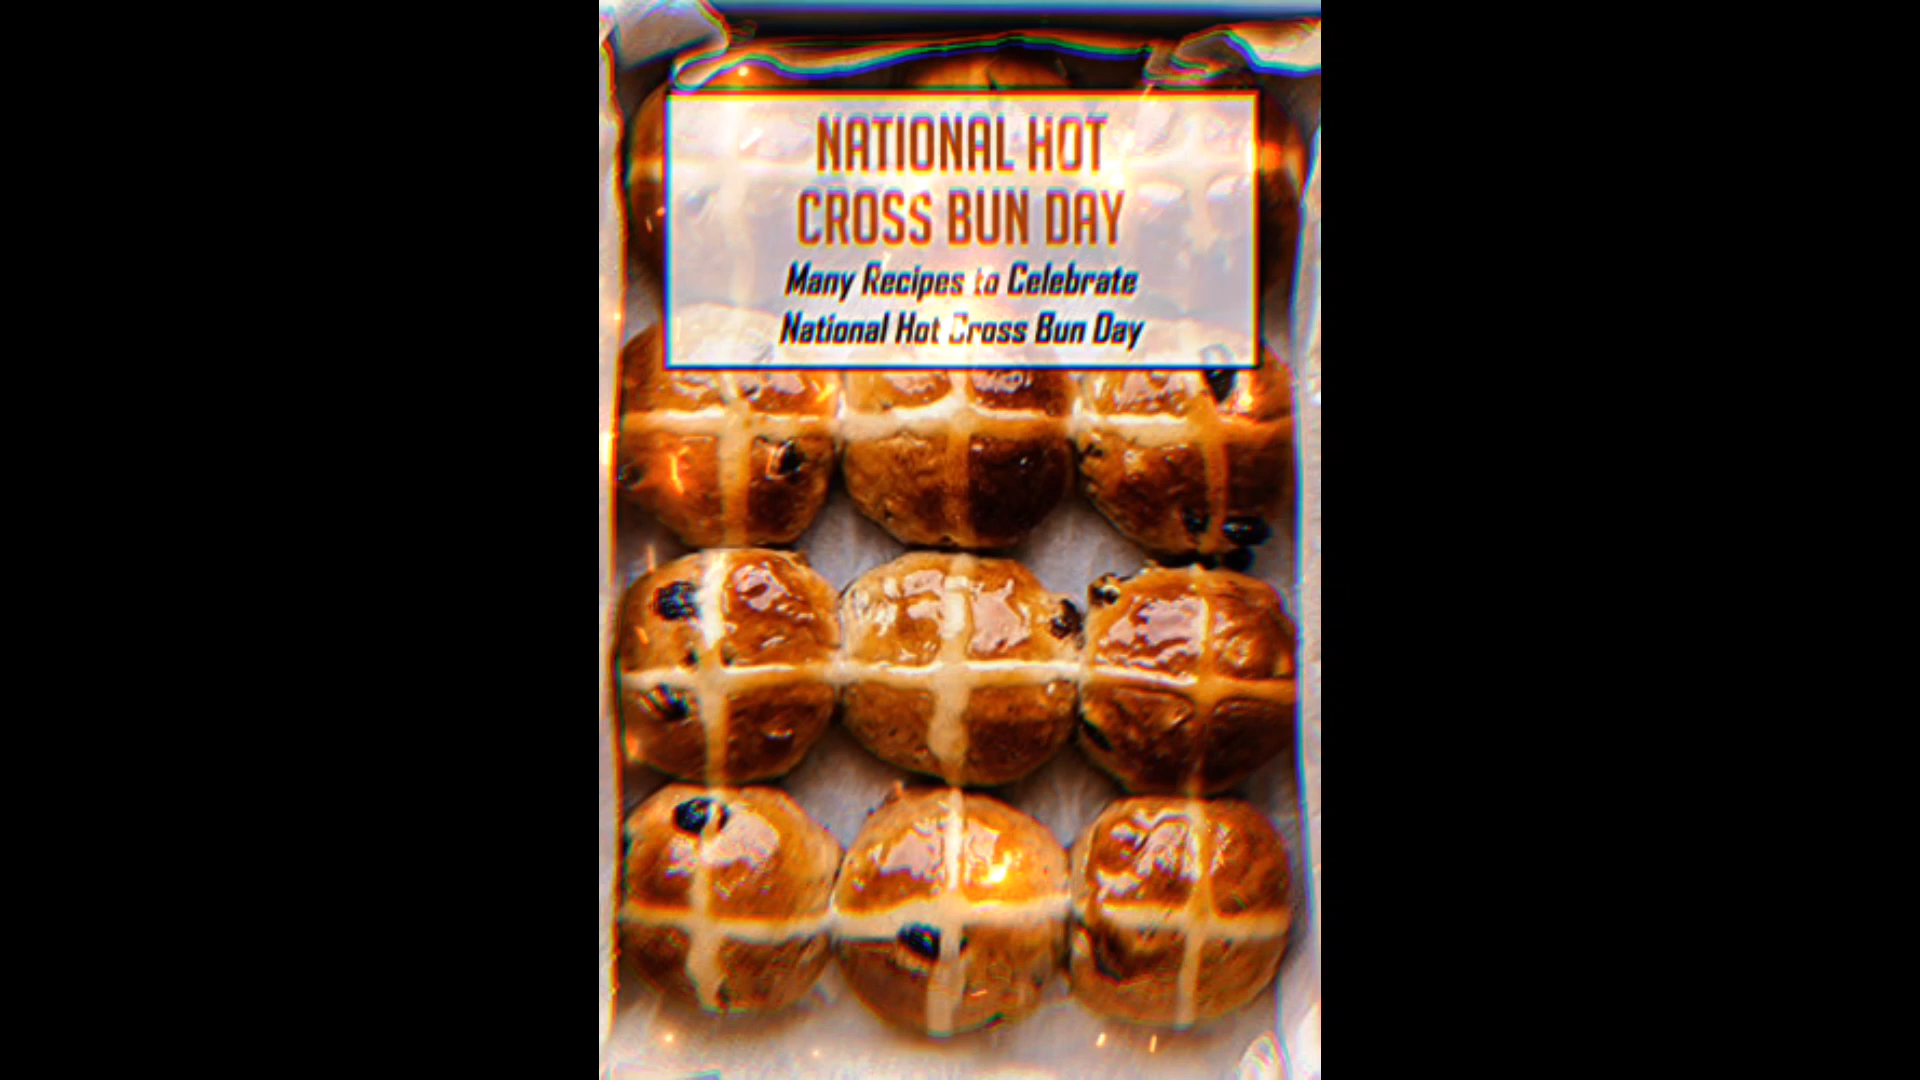 NATIONAL HOT
CROSS BUN DAY
Many Recipes to Celebrate
National Hot Cross Bun Day